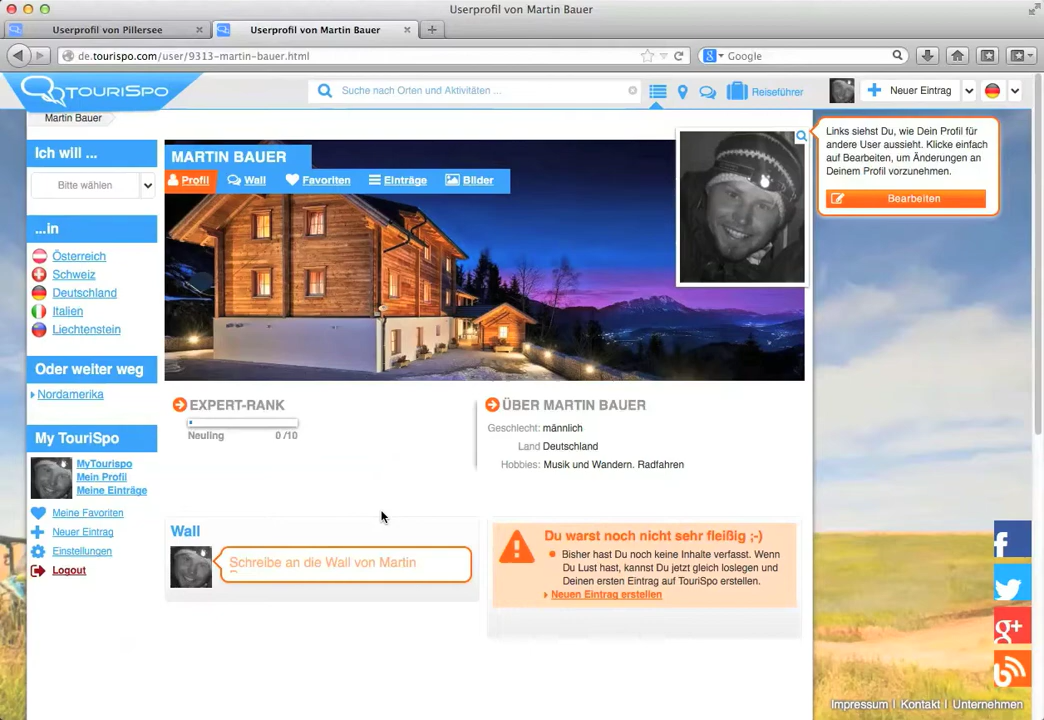 Userprofil von Martin Bauer
Userprofil von Pillersee
Userprofil von Martin Bauer
de.tourispo.com/user/9313-martin-bauer.html
Google
TOURISPO
Suche nach Orten und Aktivitäten ...
Reiseführer
Neuer Eintrag
Martin Bauer
Ich will ...
Bitte wählen
...in
Österreich
Schweiz
Deutschland
Italien
Liechtenstein
Oder weiter weg
Nordamerika
My TouriSpo
MyTourispo
Mein Profil
Meine Einträge
Meine Favoriten
Neuer Eintrag
Einstellungen
Logout
MARTIN BAUER
Profil Wall Favoriten Einträge Bilder
EXPERT-RANK
Neuling 0 /10
ÜBER MARTIN BAUER
Geschlecht: männlich
Land Deutschland
Hobbies: Musik und Wandern. Radfahren
Wall
Schreibe an die Wall von Martin
Du warst noch nicht sehr fleißig ;-)
Bisher hast Du noch keine Inhalte verfasst. Wenn
Du Lust hast, kannst Du jetzt gleich loslegen und
Deinen ersten Eintrag auf TouriSpo erstellen.
Neuen Eintrag erstellen
Links siehst Du, wie Dein Profil für
andere User aussieht. Klicke einfach
auf Bearbeiten, um Änderungen an
Deinem Profil vorzunehmen.
Bearbeiten
f
g+
Impressum | Kontakt | Unternehmen